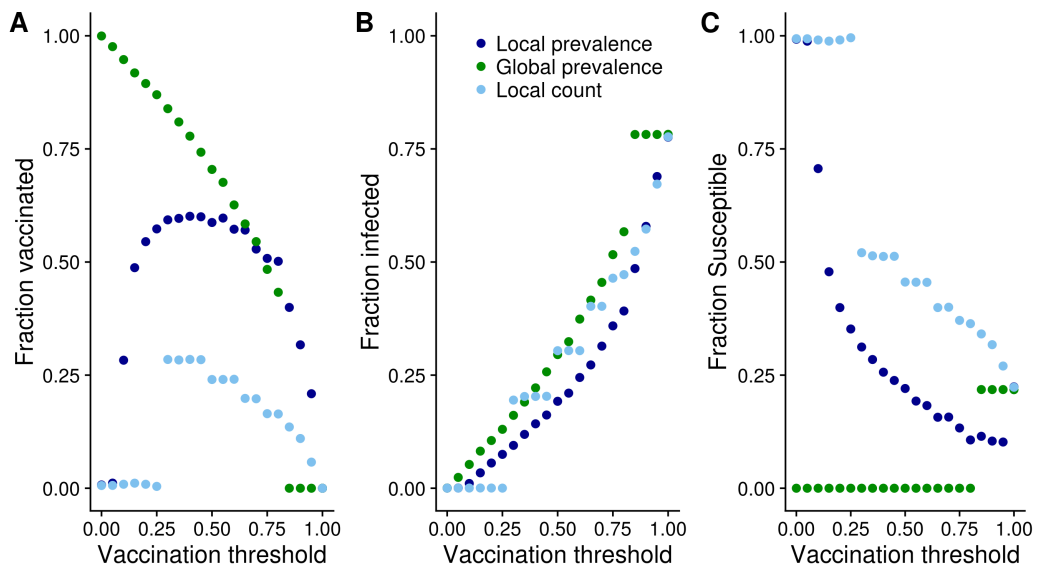 A
1.00
0.75
0.50
0.25
0.00
Fraction vaccinated
0.00
0.25
0.50
0.75
1.00
Vaccination threshold
B
Local prevalence
Global prevalence
Local count
1.00
0.75
0.50
0.25
0.00
Fraction infected
0.00
0.25
0.50
0.75
1.00
Vaccination threshold
C
1.00
0.75
0.50
0.25
0.00
Fraction Susceptible
0.00
0.25
0.50
0.75
1.00
Vaccination threshold